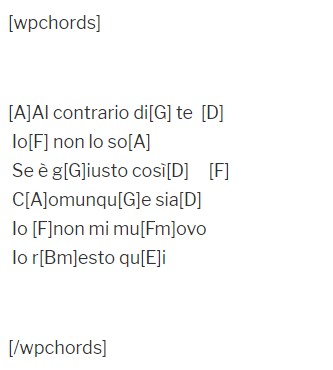 [wpchords]
[A]Al contrario di[G] te  [D]
Io[F] non lo so[A]
Se è g[G]iusto così[D]    [F]
C[A]omunqu[G]e sia[D]
Io [F]non mi mu[Fm]ovo
Io r[Bm]esto qu[E]i
[/wpchords]